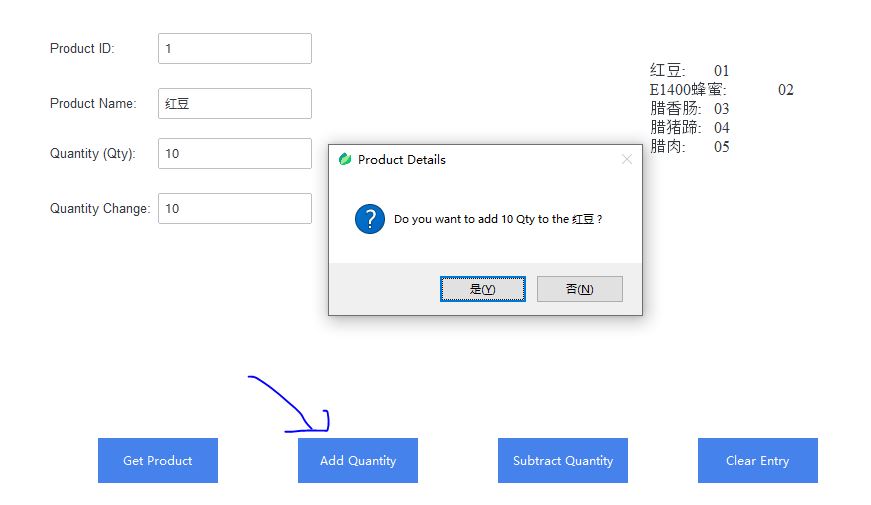 Product ID: 1
Product Name: 红豆
Quantity (Qty): 10
Quantity Change: 10
红豆: 01
E1400蜂蜜: 02
腊香肠: 03
腊猪蹄: 04
腊肉: 05
Product Details
Do you want to add 10 Qty to the 红豆 ?
是(Y) 否(N)
Get Product Add Quantity Subtract Quantity Clear Entry